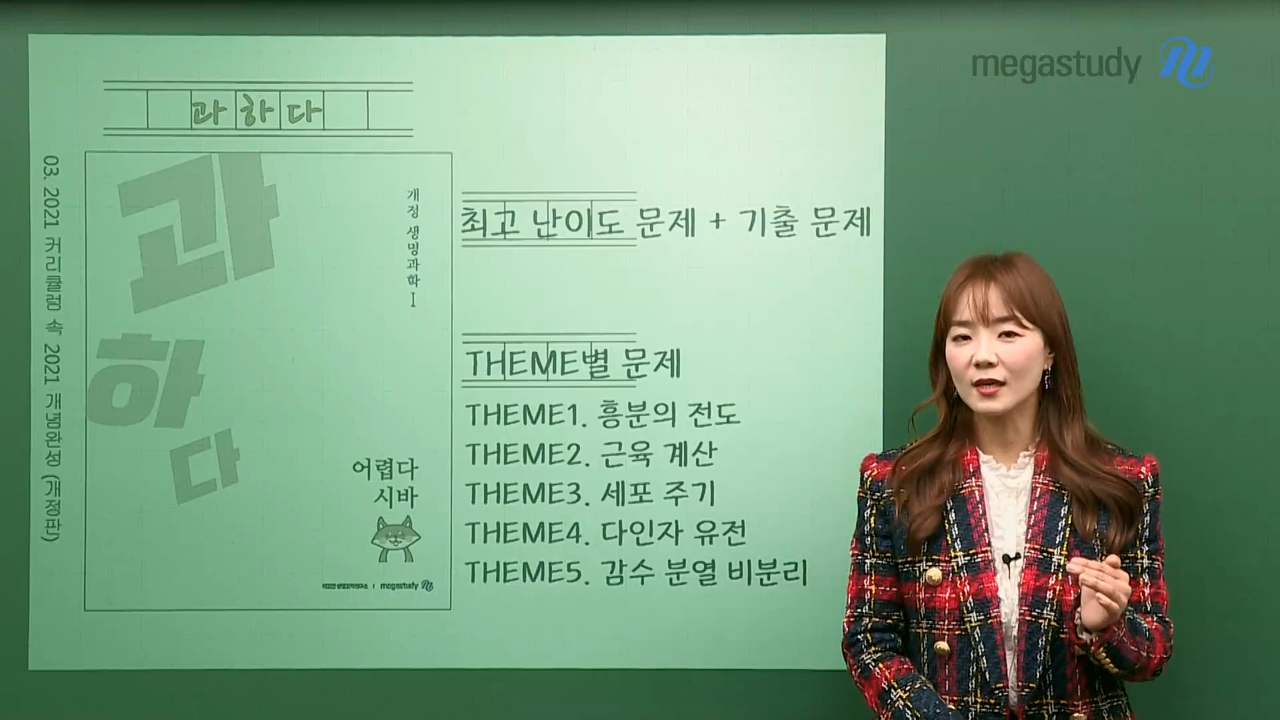 megastudy
과하다
03. 2021 커리큘럼 속 2021 개념완성 (개정판)
과
하
다
개정 생명과학 I
어렵다
시바
megastudy
최고 난이도 문제 + 기출 문제
THEME별 문제
THEME1. 흥분의 전도
THEME2. 근육 계산
THEME3. 세포 주기
THEME4. 다인자 유전
THEME5. 감수 분열 비분리